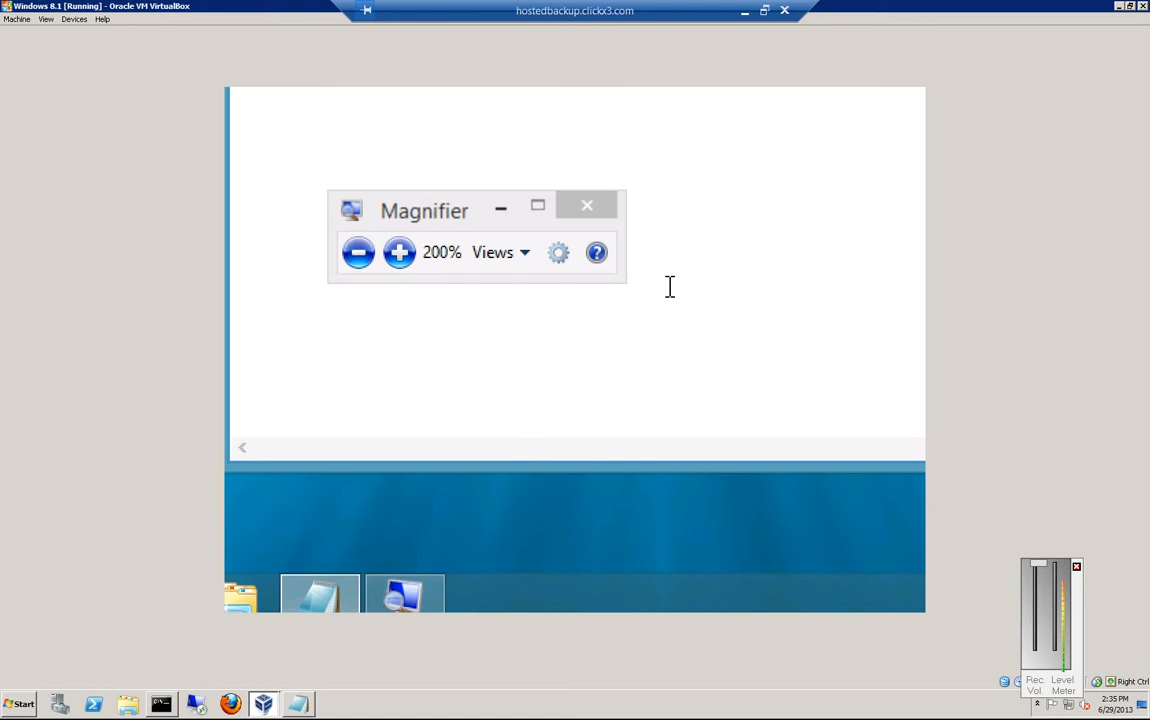 Windows 8.1 [Running] - Oracle VM VirtualBox
hostedbackup.clickx3.com
Machine View Devices Help
Magnifier
200% Views
Rec. Level
Vol. Meter
Right Ctrl
Start
2:35 PM
6/29/2013